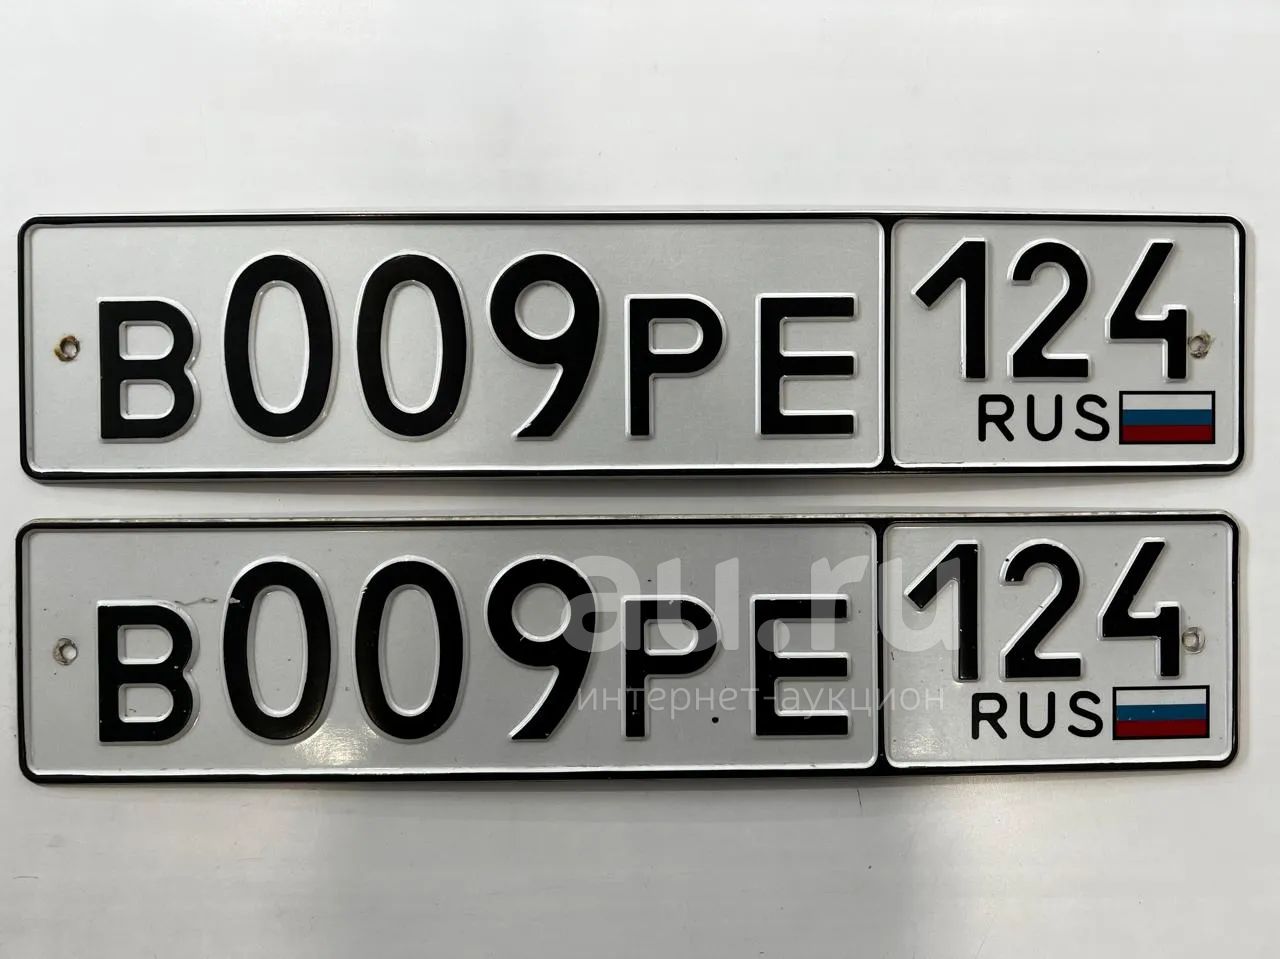 В009РЕ 124
RUS
В009РЕ 124
RUS
au.ru
интернет-аукцион